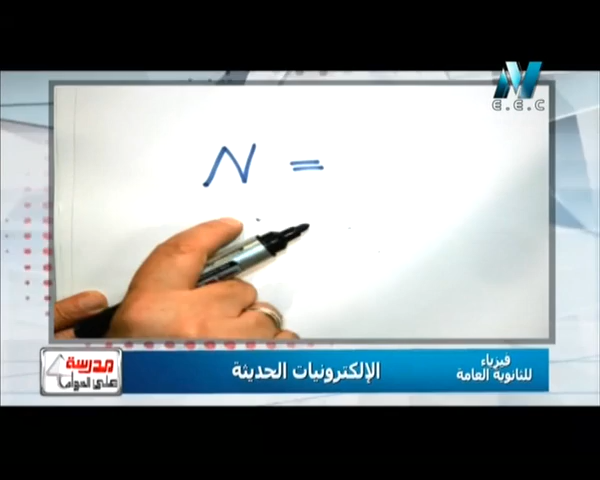 E.E.C
N =
فيزياء
للثانوية العامة
الإلكترونيات الحديثة
مدرسة
على الهواء